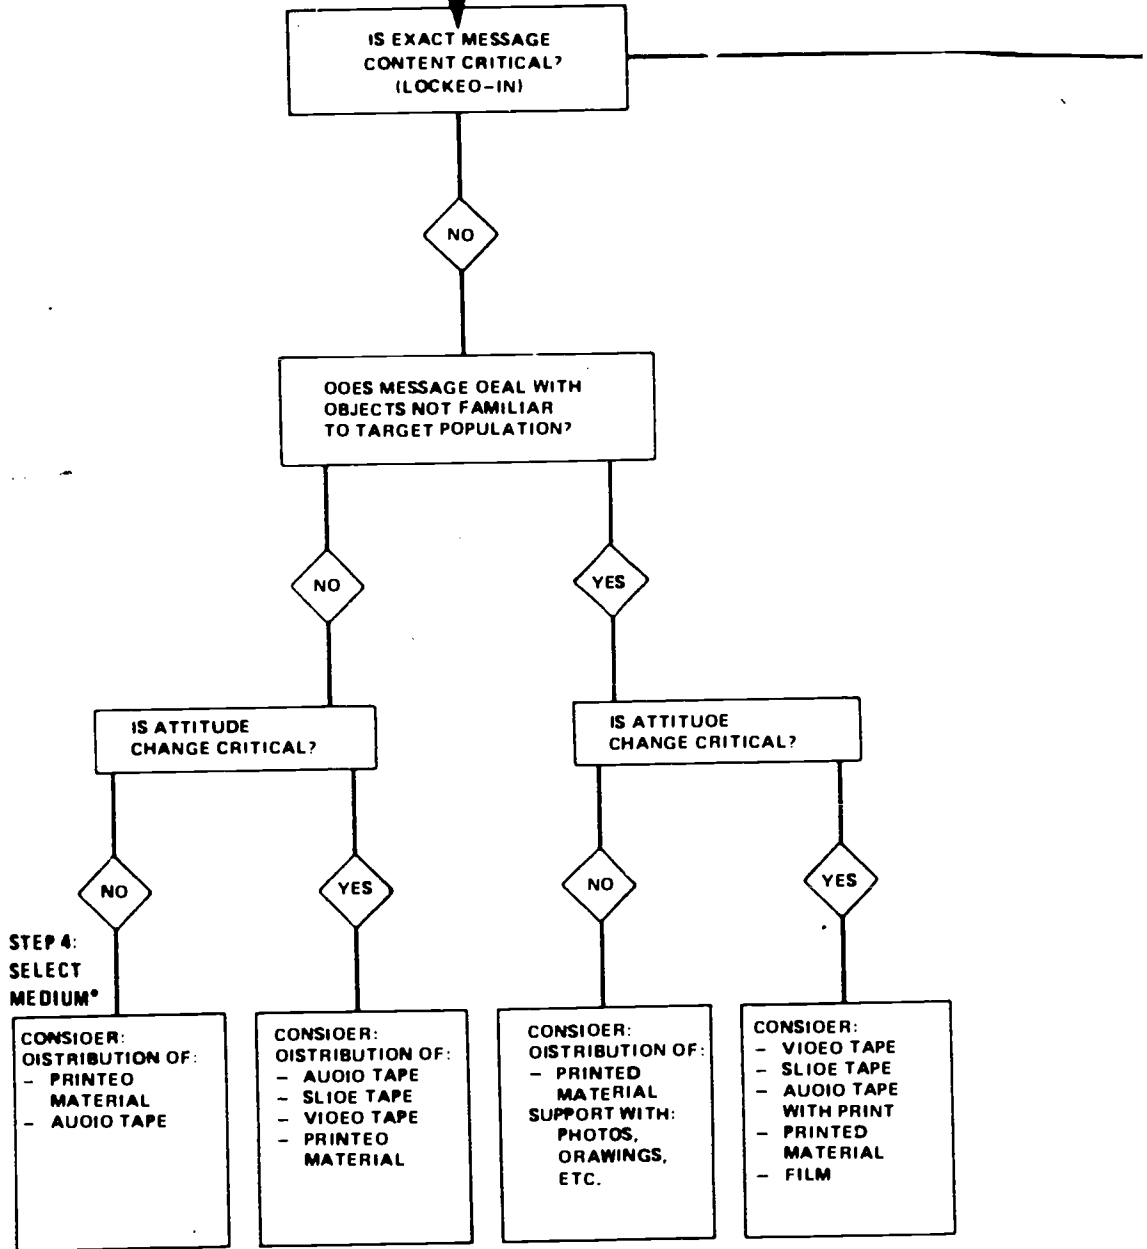 IS EXACT MESSAGE
CONTENT CRITICAL?
(LOCKEO-IN)
NO
OOES MESSAGE OEAL WITH
OBJECTS NOT FAMILIAR
TO TARGET POPULATION?
NO
YES
IS ATTITUDE
CHANGE CRITICAL?
IS ATTITUOE
CHANGE CRITICAL?
NO
YES
NO
YES
STEP 4:
SELECT
MEDIUM*
CONSIOER:
OISTRIBUTION OF:
– PRINTEO
MATERIAL
– AUOIO TAPE
CONSIOER:
OISTRIBUTION OF:
– AUOIO TAPE
– SLIOE TAPE
– VIOEO TAPE
– PRINTEO
MATERIAL
CONSIOER:
OISTRIBUTION OF:
– PRINTED
MATERIAL
SUPPORT WITH:
PHOTOS,
ORAWINGS,
ETC.
CONSIOER:
– VIOEO TAPE
– SLIOE TAPE
– AUOIO TAPE
WITH PRINT
– PRINTED
MATERIAL
– FILM